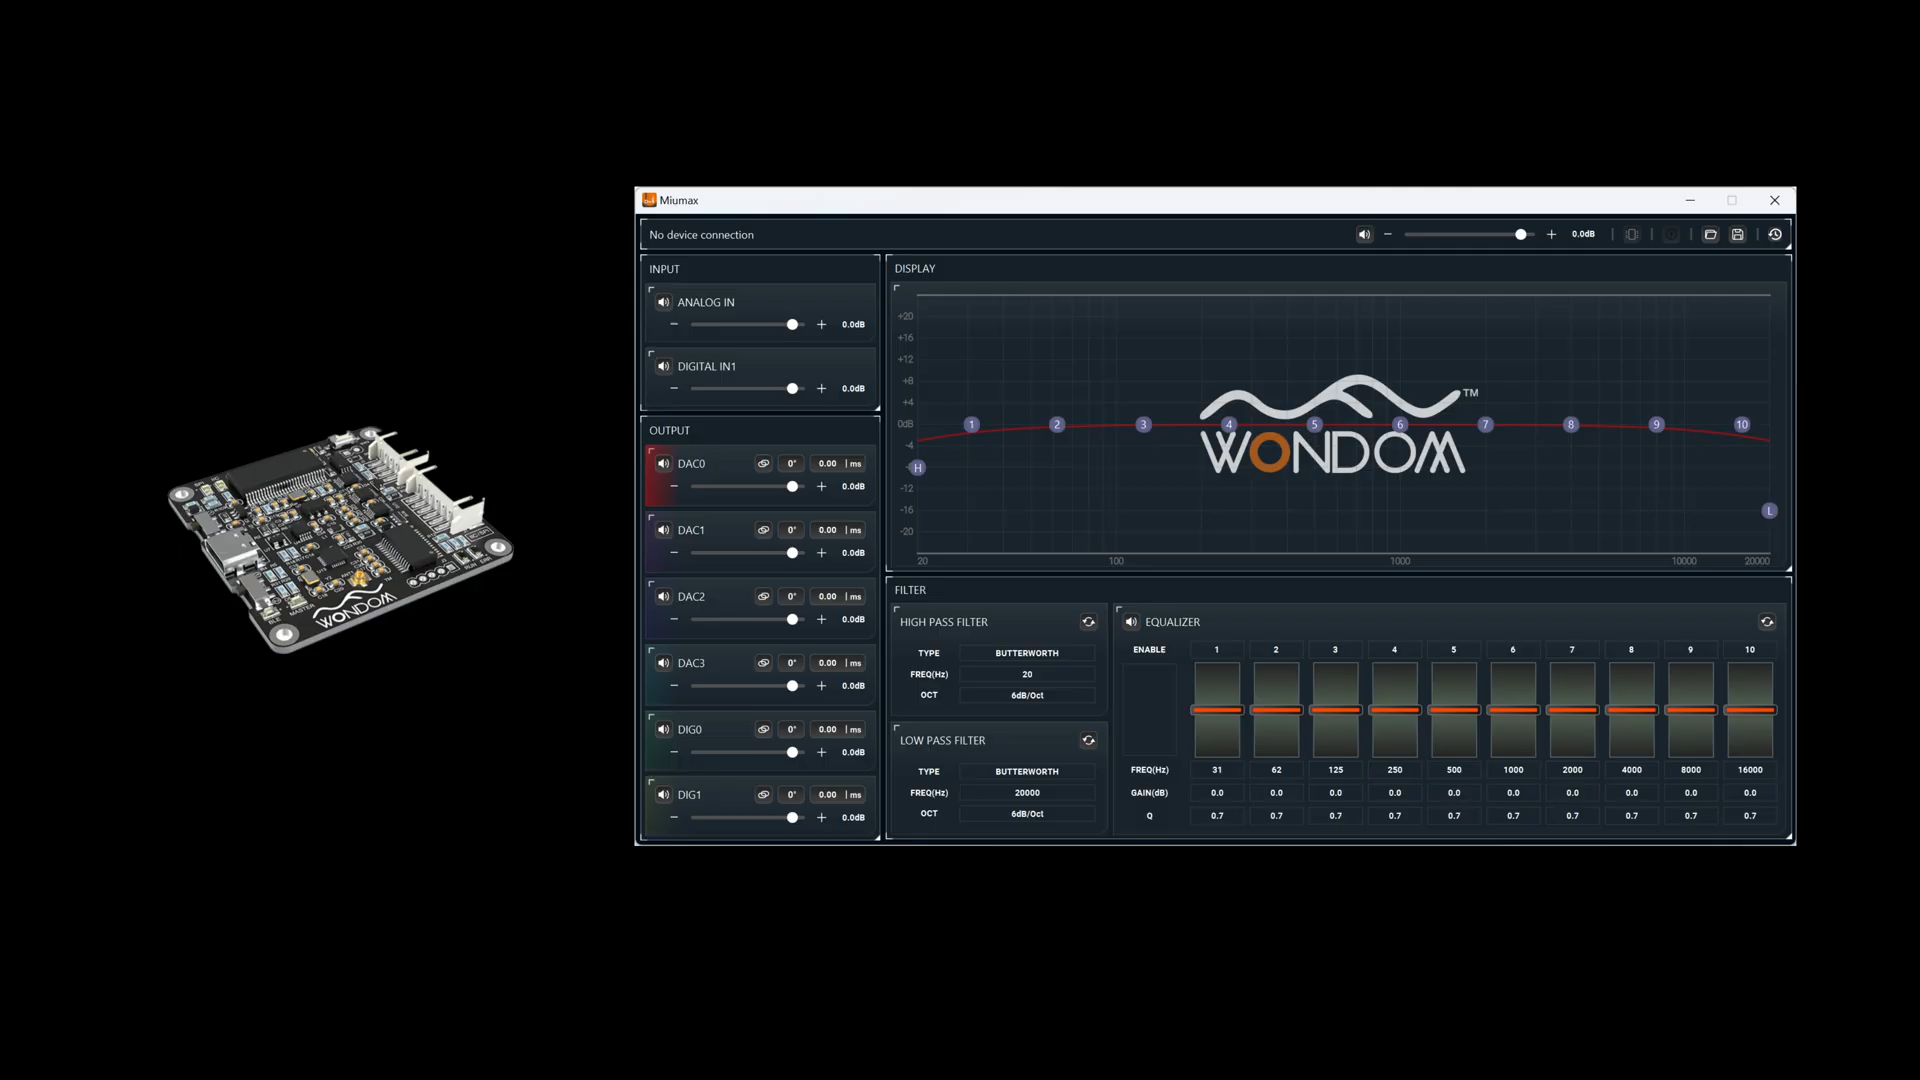 Miumax
No device connection
0.0dB
INPUT
ANALOG IN
0.0dB
DIGITAL IN1
0.0dB
OUTPUT
DAC0 0° 0.00 | ms
0.0dB
DAC1 0° 0.00 | ms
0.0dB
DAC2 0° 0.00 | ms
0.0dB
DAC3 0° 0.00 | ms
0.0dB
DIG0 0° 0.00 | ms
0.0dB
DIG1 0° 0.00 | ms
0.0dB
DISPLAY
+20
+16
+12
+8
+4
0dB
-4
-12
-16
-20
H 1 2 3 4 5 6 7 8 9 10 L
WONDOM TM
20 100 1000 10000 20000
FILTER
HIGH PASS FILTER
TYPE BUTTERWORTH
FREQ(Hz) 20
OCT 6dB/Oct
LOW PASS FILTER
TYPE BUTTERWORTH
FREQ(Hz) 20000
OCT 6dB/Oct
EQUALIZER
ENABLE 1 2 3 4 5 6 7 8 9 10
FREQ(Hz) 31 62 125 250 500 1000 2000 4000 8000 16000
GAIN(dB) 0.0 0.0 0.0 0.0 0.0 0.0 0.0 0.0 0.0 0.0
Q 0.7 0.7 0.7 0.7 0.7 0.7 0.7 0.7 0.7 0.7
WONDOM
MASTER
BLE